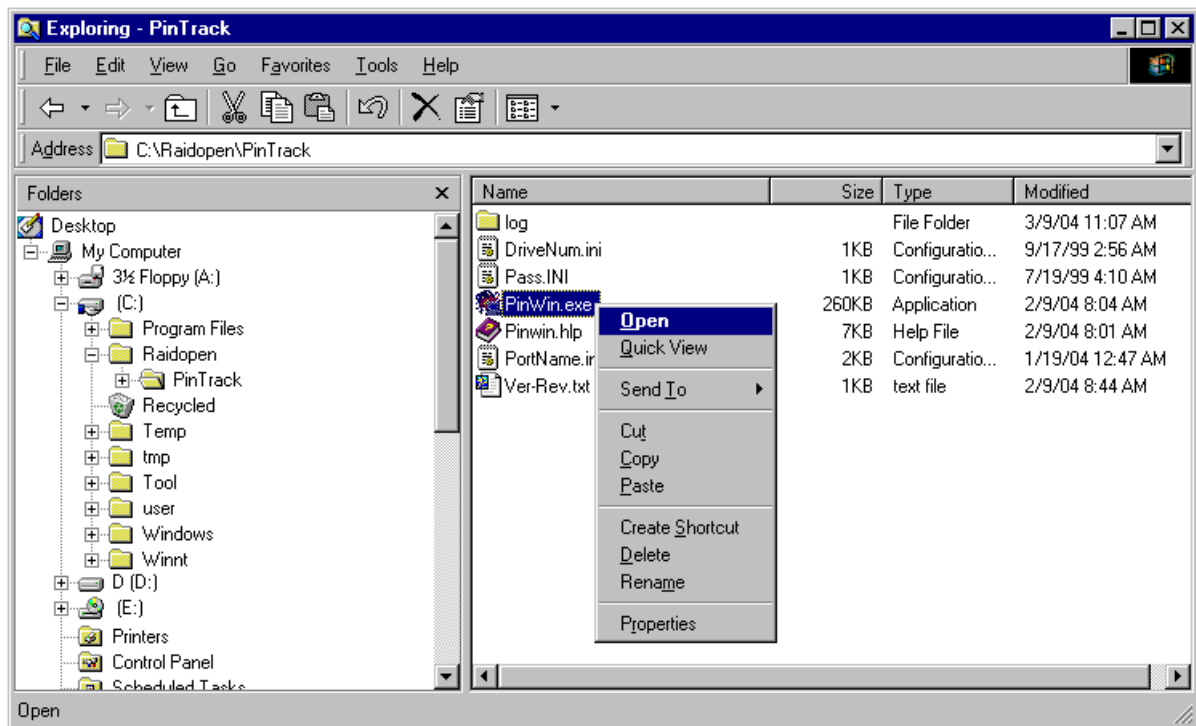 Exploring - PinTrack
File Edit View Go Favorites Tools Help
Address C:\Raidopen\PinTrack
Folders
Desktop
My Computer
3½ Floppy (A:)
(C:)
Program Files
Raidopen
PinTrack
Recycled
Temp
tmp
Tool
user
Windows
Winnt
D (D:)
(E:)
Printers
Control Panel
Scheduled Tasks
Name Size Type Modified
log File Folder 3/9/04 11:07 AM
DriveNum.ini 1KB Configuratio... 9/17/99 2:56 AM
Pass.INI 1KB Configuratio... 7/19/99 4:10 AM
PinWin.exe 260KB Application 2/9/04 8:04 AM
Pinwin.hlp 7KB Help File 2/9/04 8:01 AM
PortName.in 2KB Configuratio... 1/19/04 12:47 AM
Ver-Rev.txt 1KB text file 2/9/04 8:44 AM
Open
Quick View
Send To
Cut
Copy
Paste
Create Shortcut
Delete
Rename
Properties
Open